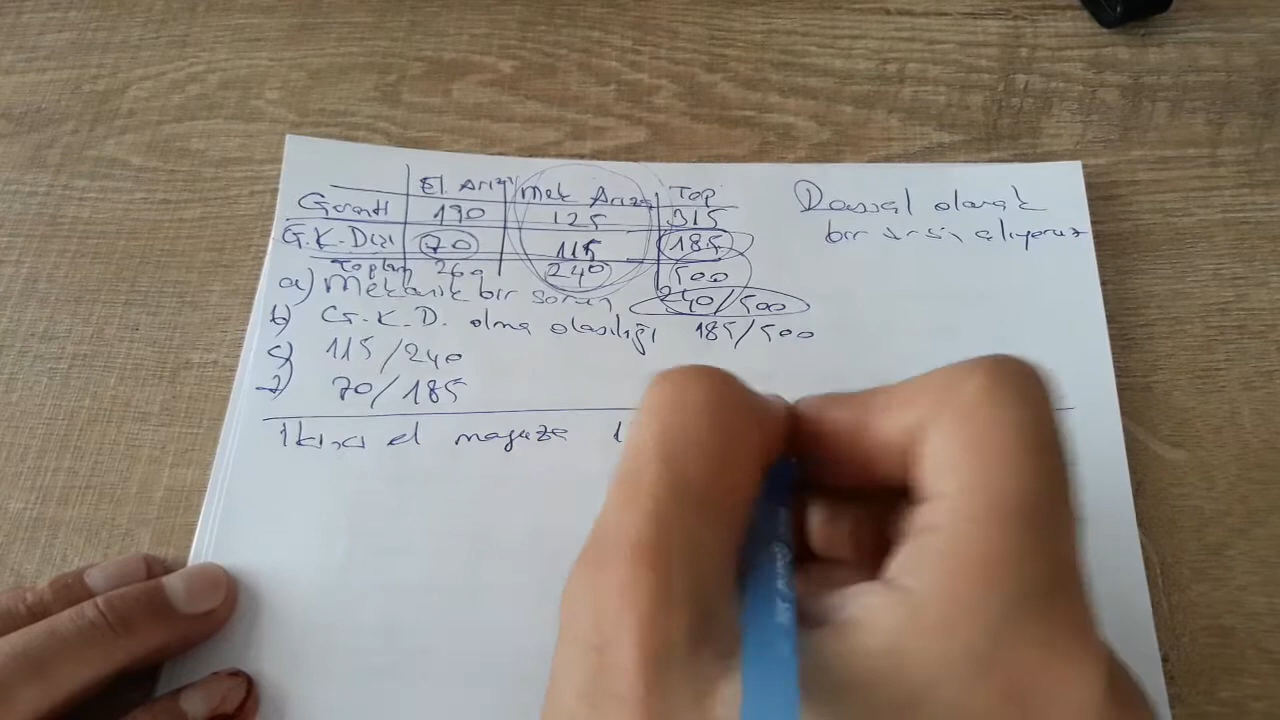 El. Arıza Mek Arıza Top
Garanti 190 125 315
G.K.Dışı 70 115 185
Toplam 260 240 500
Rassal olarak
bir ürün alıyoruz
a) Mekanik bir sorun 240/500
b) G.K.D. olma olasılığı 185/500
c) 115/240
d) 70/185
İkinci el mağaza